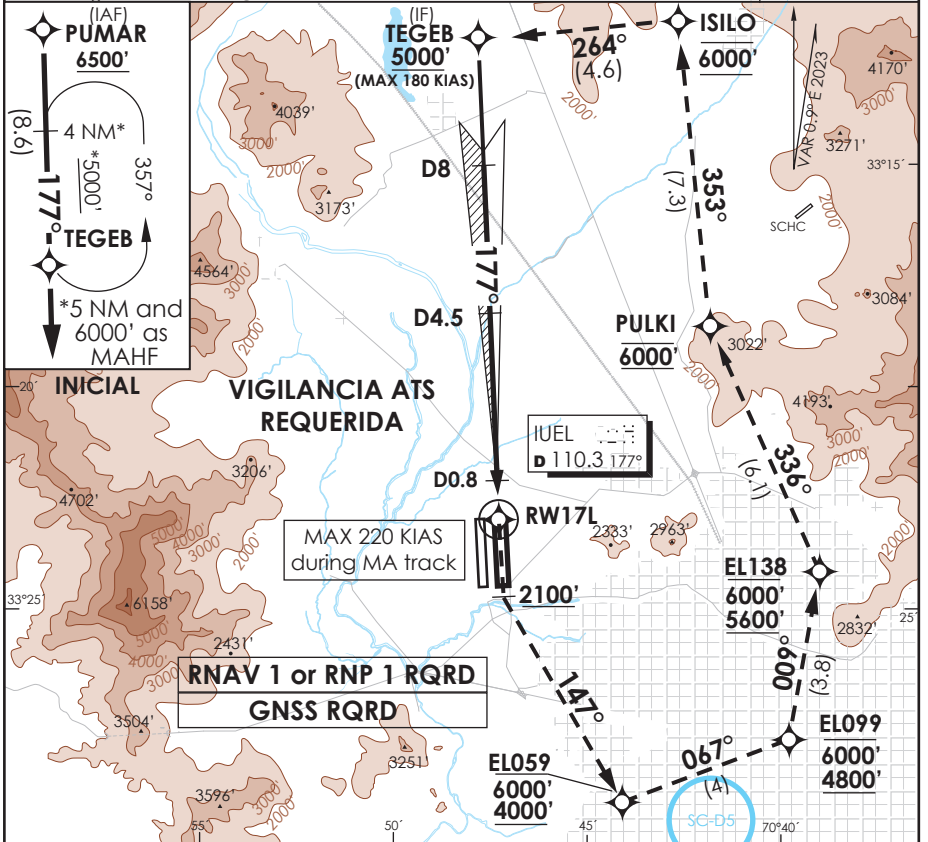 (IAF)
PUMAR
6500'
(8.6)
4 NM*
*5000'
357°
177°
TEGEB
*5 NM and
6000' as
MAHF
INICIAL
(IF)
TEGEB
5000'
(MAX 180 KIAS)
264°
(4.6)
ISILO
6000'
2000'
VAR 0.9° E 2023
4170'
3000'
3271'
33°15'
4039'
3000'
2000'
3173'
D8
353°
(7.3)
2000'
SCHC
177°
4564'
3000'
2000'
D4.5
3084'
PULKI
6000'
3022'
2000'
20'
VIGILANCIA ATS
REQUERIDA
4193'
3000'
2000'
IUEL
D 110.3 177°
336°
(6.1)
3206'
4702'
D0.8
5000'
4000'
3000'
2000'
RW17L
MAX 220 KIAS
during MA track
2333'
2963'
2000'
EL138
6000'
5600'
33°25'
6158'
2100'
25'
2832'
5000'
4000'
3000'
2431'
RNAV 1 or RNP 1 RQRD
GNSS RQRD
147°
006°
(3.8)
3504'
3251'
EL059
6000'
4000'
067°
(4)
EL099
6000'
4800'
3596'
3000'
2000'
SC-D5
55'
50'
45'
70°40'